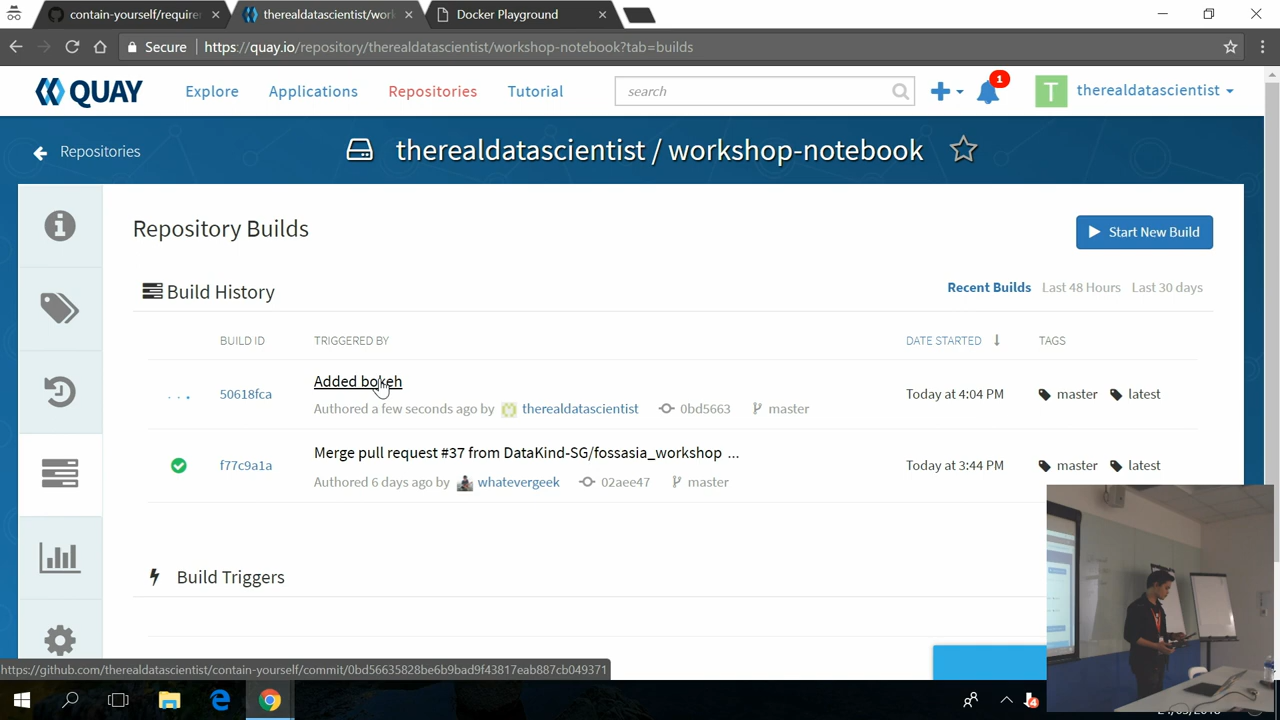 contain-yourself/require
therealdatascientist/work
Docker Playground
Secure
https://quay.io/repository/therealdatascientist/workshop-notebook?tab=builds
QUAY
Explore
Applications
Repositories
Tutorial
search
1
T
therealdatascientist
Repositories
therealdatascientist / workshop-notebook
Repository Builds
Start New Build
Build History
Recent Builds
Last 48 Hours
Last 30 days
BUILD ID
TRIGGERED BY
DATE STARTED
TAGS
50618fca
Added bokeh
Authored a few seconds ago by therealdatascientist 0bd5663 master
Today at 4:04 PM
master latest
f77c9a1a
Merge pull request #37 from DataKind-SG/fossasia_workshop ...
Authored 6 days ago by whatevergeek 02aee47 master
Today at 3:44 PM
master latest
Build Triggers
https://github.com/therealdatascientist/contain-yourself/commit/0bd56635828be6b9bad9f43817eab887cb049371
4